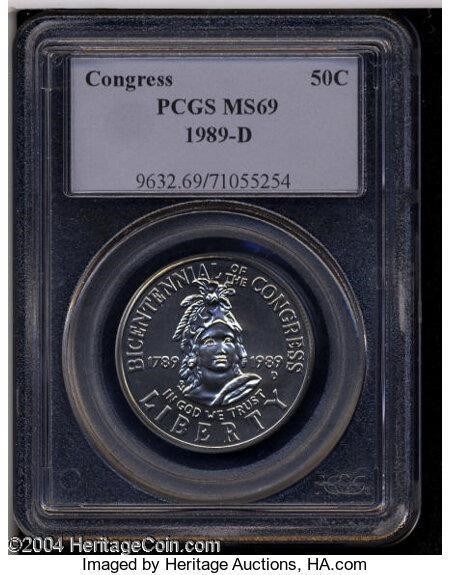 Congress 50C
PCGS MS69
1989-D
9632.69/71055254
BICENTENNIAL OF THE CONGRESS
1789 1989
D
IN GOD WE TRUST
LIBERTY
©2004 HeritageCoin.com
Imaged by Heritage Auctions, HA.com